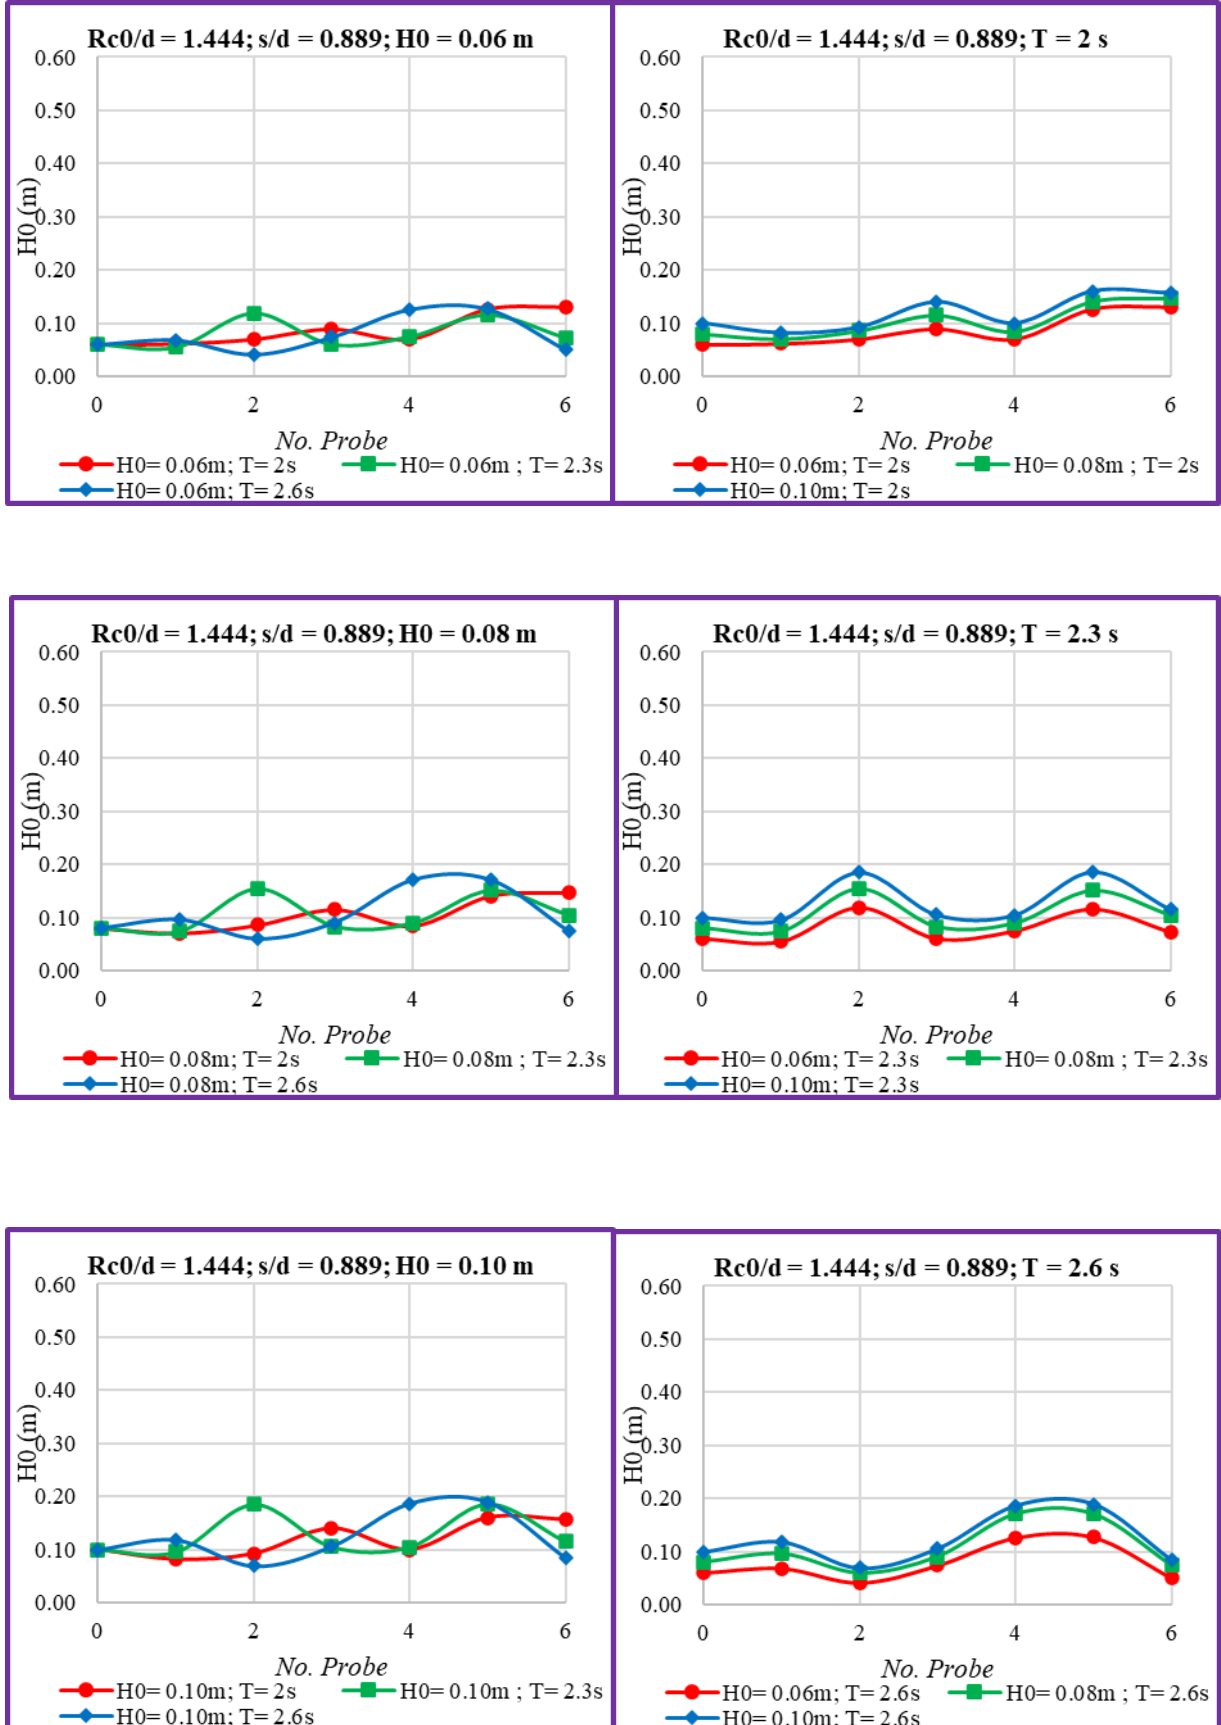 Rc0/d = 1.444; s/d = 0.889; H0 = 0.06 m
0.60
0.50
0.40
0.30
0.20
0.10
0.00
H0 (m)
0 2 4 6
No. Probe
H0= 0.06m; T= 2s H0= 0.06m ; T= 2.3s
H0= 0.06m; T= 2.6s
Rc0/d = 1.444; s/d = 0.889; T = 2 s
0.60
0.50
0.40
0.30
0.20
0.10
0.00
H0 (m)
0 2 4 6
No. Probe
H0= 0.06m; T= 2s H0= 0.08m ; T= 2s
H0= 0.10m; T= 2s
Rc0/d = 1.444; s/d = 0.889; H0 = 0.08 m
0.60
0.50
0.40
0.30
0.20
0.10
0.00
H0 (m)
0 2 4 6
No. Probe
H0= 0.08m; T= 2s H0= 0.08m ; T= 2.3s
H0= 0.08m; T= 2.6s
Rc0/d = 1.444; s/d = 0.889; T = 2.3 s
0.60
0.50
0.40
0.30
0.20
0.10
0.00
H0 (m)
0 2 4 6
No. Probe
H0= 0.06m; T= 2.3s H0= 0.08m ; T= 2.3s
H0= 0.10m; T= 2.3s
Rc0/d = 1.444; s/d = 0.889; H0 = 0.10 m
0.60
0.50
0.40
0.30
0.20
0.10
0.00
H0 (m)
0 2 4 6
No. Probe
H0= 0.10m; T= 2s H0= 0.10m ; T= 2.3s
H0= 0.10m; T= 2.6s
Rc0/d = 1.444; s/d = 0.889; T = 2.6 s
0.60
0.50
0.40
0.30
0.20
0.10
0.00
H0 (m)
0 2 4 6
No. Probe
H0= 0.06m; T= 2.6s H0= 0.08m ; T= 2.6s
H0= 0.10m; T= 2.6s